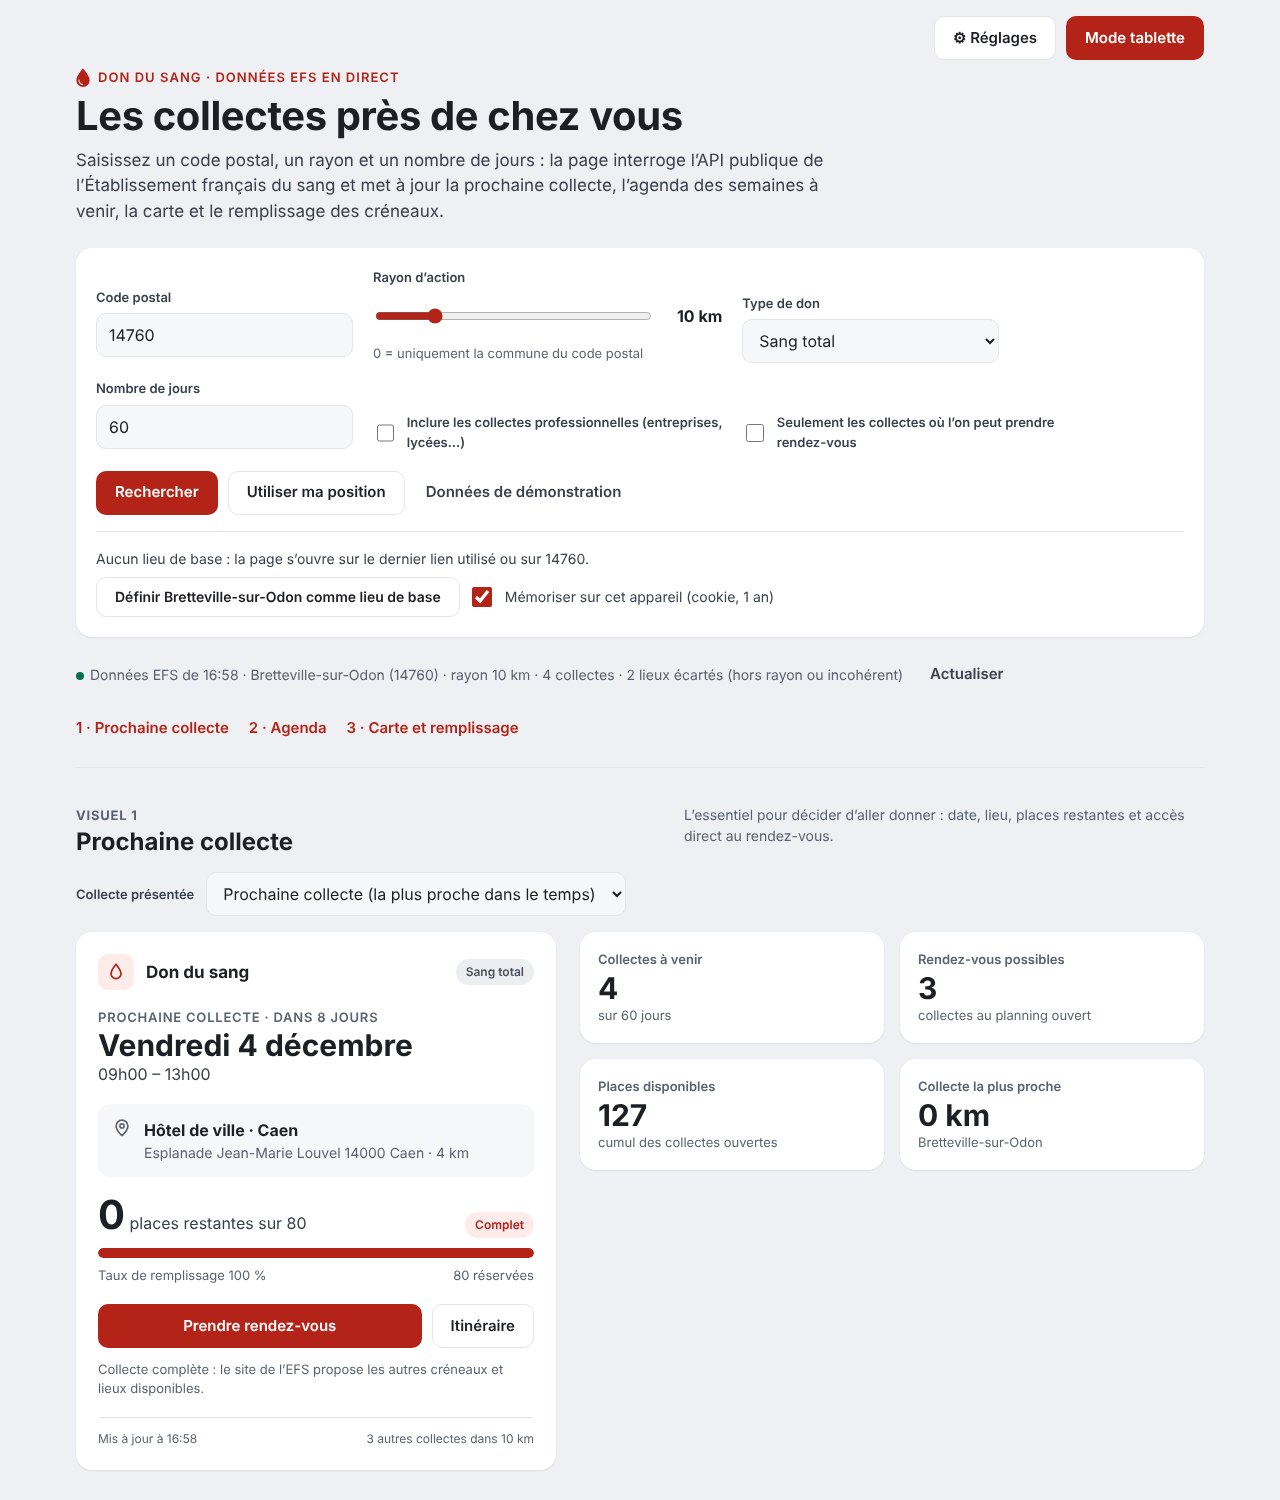 ⚙ Réglages
Mode tablette
DON DU SANG · DONNÉES EFS EN DIRECT
Les collectes près de chez vous
Saisissez un code postal, un rayon et un nombre de jours : la page interroge l’API publique de
l’Établissement français du sang et met à jour la prochaine collecte, l’agenda des semaines à
venir, la carte et le remplissage des créneaux.
Code postal
14760
Rayon d’action
10 km
0 = uniquement la commune du code postal
Type de don
Sang total
Nombre de jours
60
Inclure les collectes professionnelles (entreprises,
lycées…)
Seulement les collectes où l’on peut prendre
rendez-vous
Rechercher
Utiliser ma position
Données de démonstration
Aucun lieu de base : la page s’ouvre sur le dernier lien utilisé ou sur 14760.
Définir Bretteville-sur-Odon comme lieu de base
Mémoriser sur cet appareil (cookie, 1 an)
Données EFS de 16:58 · Bretteville-sur-Odon (14760) · rayon 10 km · 4 collectes · 2 lieux écartés (hors rayon ou incohérent)
Actualiser
1 · Prochaine collecte
2 · Agenda
3 · Carte et remplissage
VISUEL 1
Prochaine collecte
L’essentiel pour décider d’aller donner : date, lieu, places restantes et accès
direct au rendez-vous.
Collecte présentée
Prochaine collecte (la plus proche dans le temps)
Don du sang
Sang total
PROCHAINE COLLECTE · DANS 8 JOURS
Vendredi 4 décembre
09h00 – 13h00
Hôtel de ville · Caen
Esplanade Jean-Marie Louvel 14000 Caen · 4 km
0 places restantes sur 80
Complet
Taux de remplissage 100 %
80 réservées
Prendre rendez-vous
Itinéraire
Collecte complète : le site de l’EFS propose les autres créneaux et
lieux disponibles.
Mis à jour à 16:58
3 autres collectes dans 10 km
Collectes à venir
4
sur 60 jours
Rendez-vous possibles
3
collectes au planning ouvert
Places disponibles
127
cumul des collectes ouvertes
Collecte la plus proche
0 km
Bretteville-sur-Odon